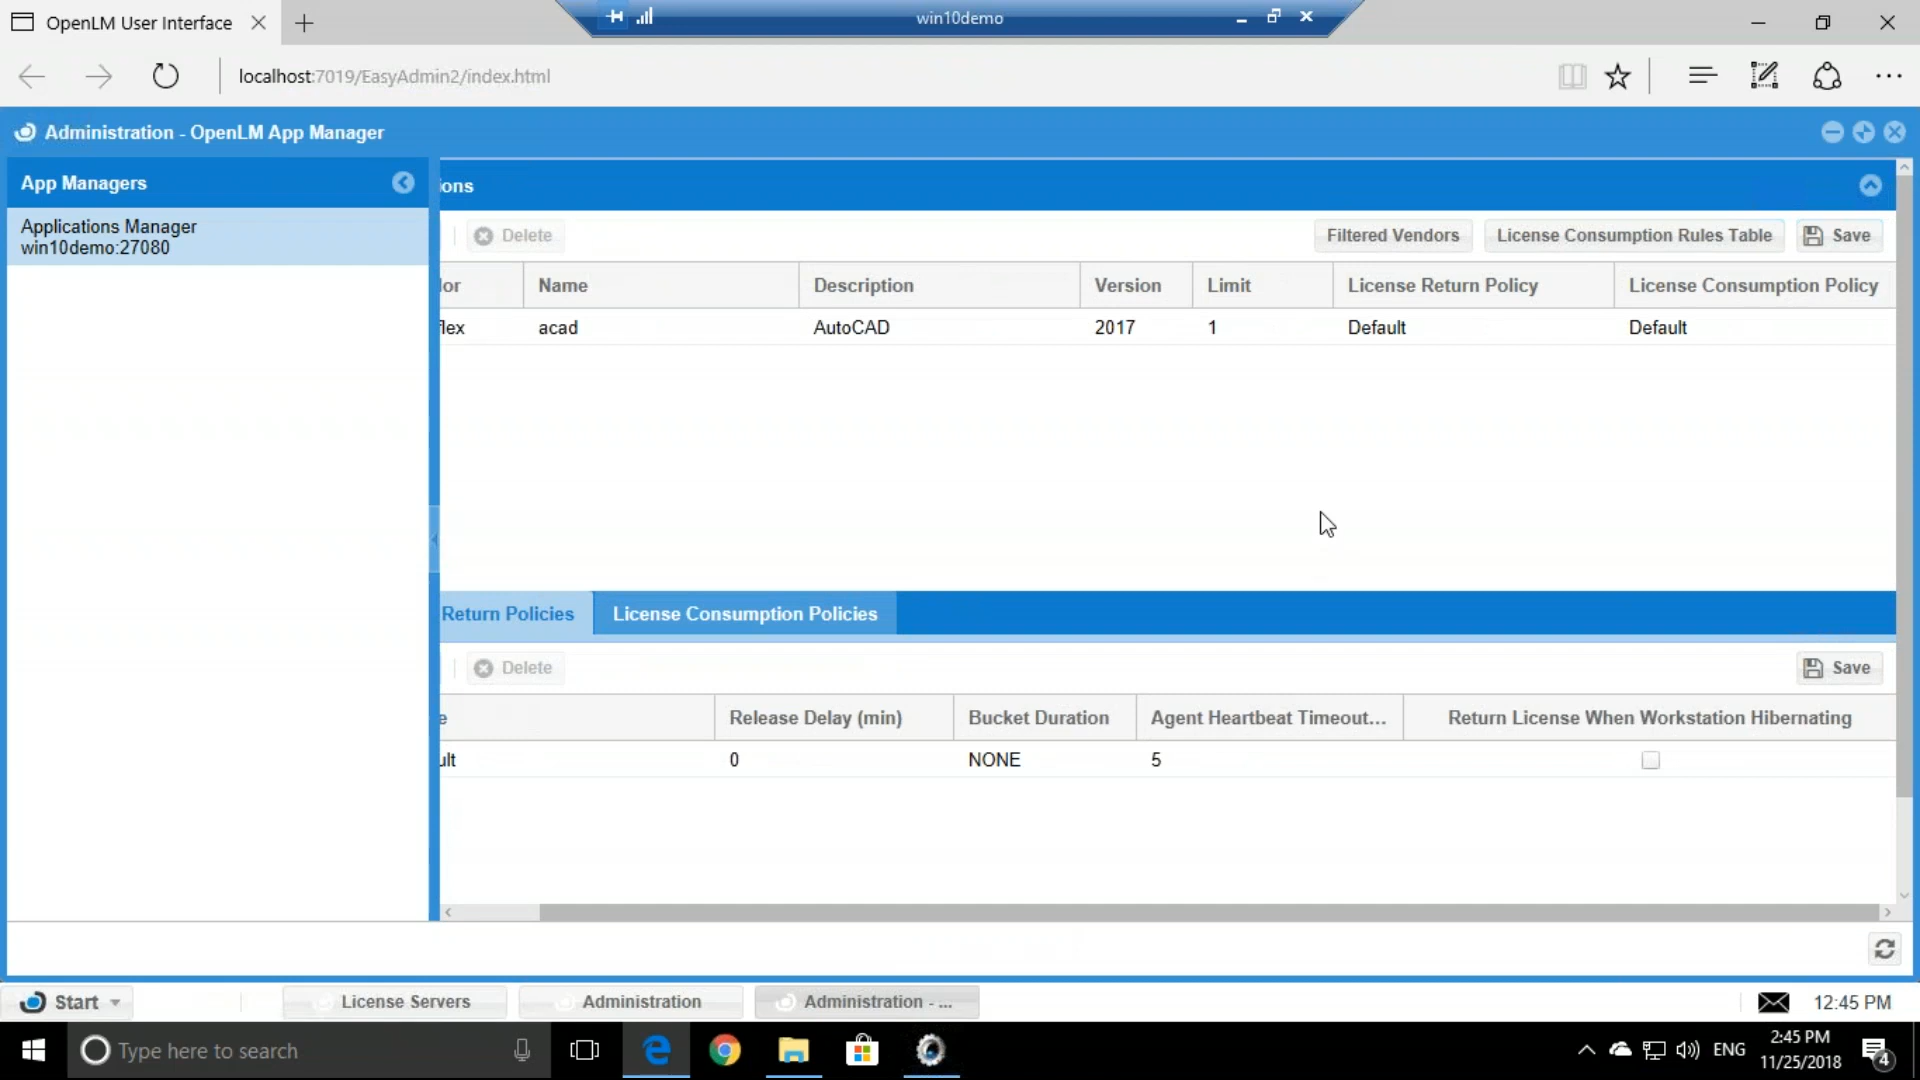 OpenLM User Interface
win10demo
localhost:7019/EasyAdmin2/index.html
Administration - OpenLM App Manager
App Managers
ions
Applications Manager
win10demo:27080
Delete
Filtered Vendors
License Consumption Rules Table
Save
or
Name
Description
Version
Limit
License Return Policy
License Consumption Policy
flex
acad
AutoCAD
2017
1
Default
Default
Return Policies
License Consumption Policies
Delete
Save
e
Release Delay (min)
Bucket Duration
Agent Heartbeat Timeout...
Return License When Workstation Hibernating
ult
0
NONE
5
Start
License Servers
Administration
Administration - ...
12:45 PM
Type here to search
ENG
2:45 PM
11/25/2018
4